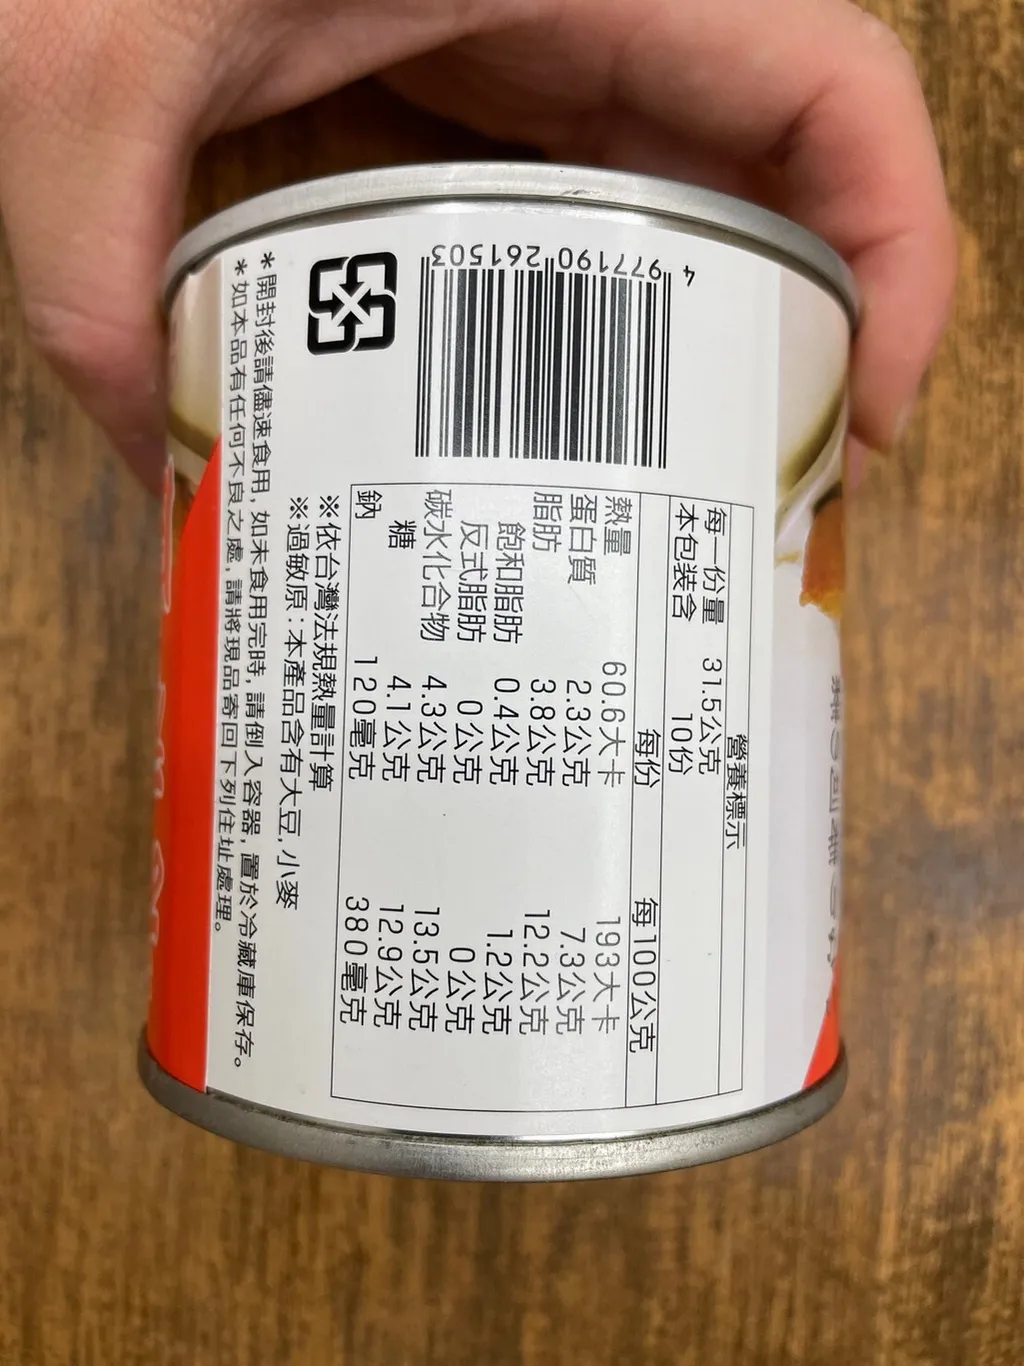 營養標示
每一份量 31.5公克
本包裝含 10份
每份 每100公克
熱量 60.6大卡 193大卡
蛋白質 2.3公克 7.3公克
脂肪 3.8公克 12.2公克
飽和脂肪 0.4公克 1.2公克
反式脂肪 0公克 0公克
碳水化合物 4.3公克 13.5公克
糖 4.1公克 12.9公克
鈉 120毫克 380毫克
※依台灣法規熱量計算
※過敏原：本產品含有大豆,小麥
＊開封後請儘速食用,如未食用完時,請倒入容器,置於冷藏庫保存。
＊如本品有任何不良之處,請將現品寄回下列住址處理。
4 977190 261503